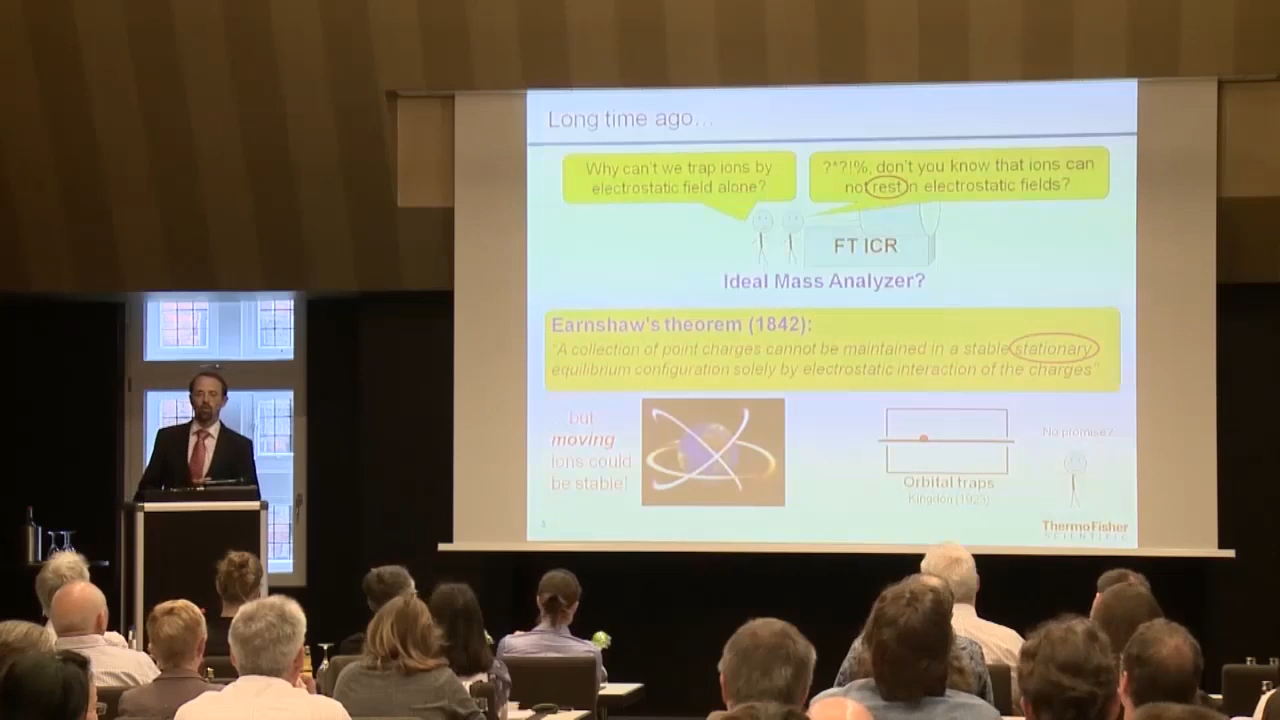 Long time ago...
Why can't we trap ions by
electrostatic field alone?
?*?!%, don't you know that ions can
not rest in electrostatic fields?
FT ICR
Ideal Mass Analyzer?
Earnshaw's theorem (1842):
"A collection of point charges cannot be maintained in a stable stationary
equilibrium configuration solely by electrostatic interaction of the charges"
but
moving
ions could
be stable!
No promise?
Orbital traps
Kingdon (1923)
3
ThermoFisher
SCIENTIFIC